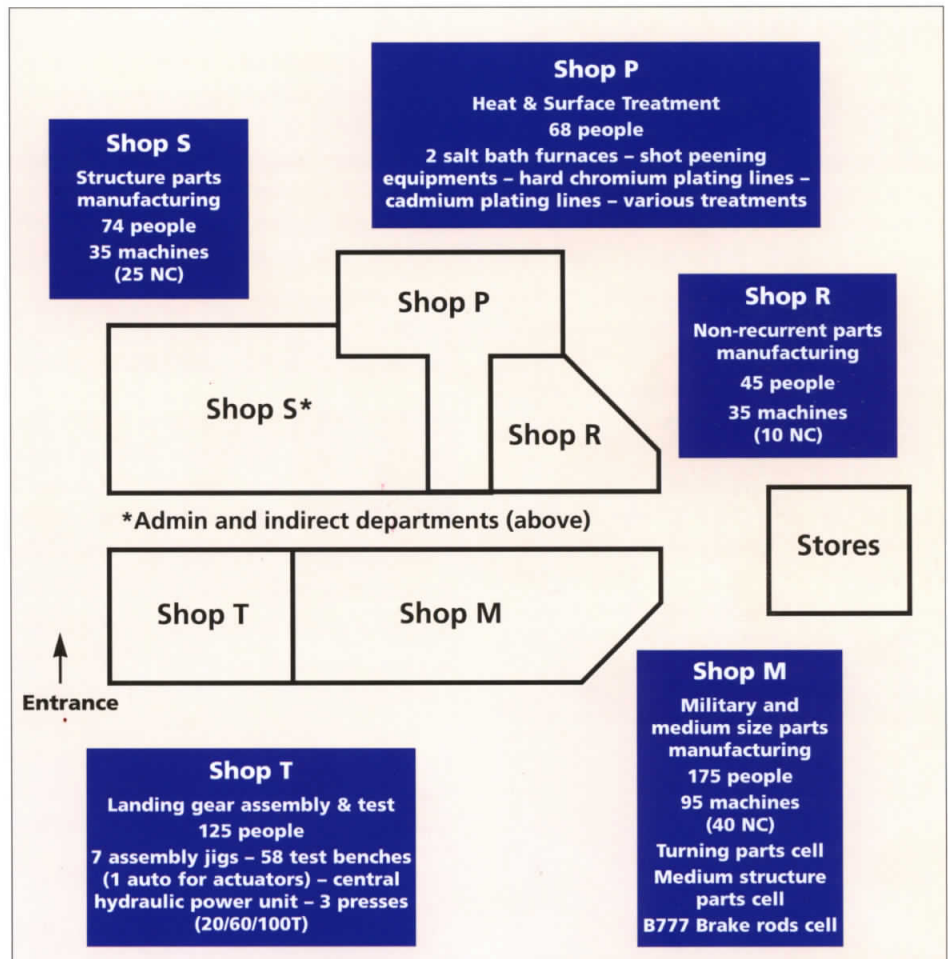 Shop P
Heat & Surface Treatment
68 people
2 salt bath furnaces – shot peening
equipments – hard chromium plating lines –
cadmium plating lines – various treatments
Shop S
Structure parts
manufacturing
74 people
35 machines
(25 NC)
Shop P
Shop R
Non-recurrent parts
manufacturing
45 people
35 machines
(10 NC)
Shop S*
Shop R
*Admin and indirect departments (above)
Stores
Shop T
Shop M
Entrance
Shop M
Military and
medium size parts
manufacturing
175 people
95 machines
(40 NC)
Turning parts cell
Medium structure
parts cell
B777 Brake rods cell
Shop T
Landing gear assembly & test
125 people
7 assembly jigs – 58 test benches
(1 auto for actuators) – central
hydraulic power unit – 3 presses
(20/60/100T)